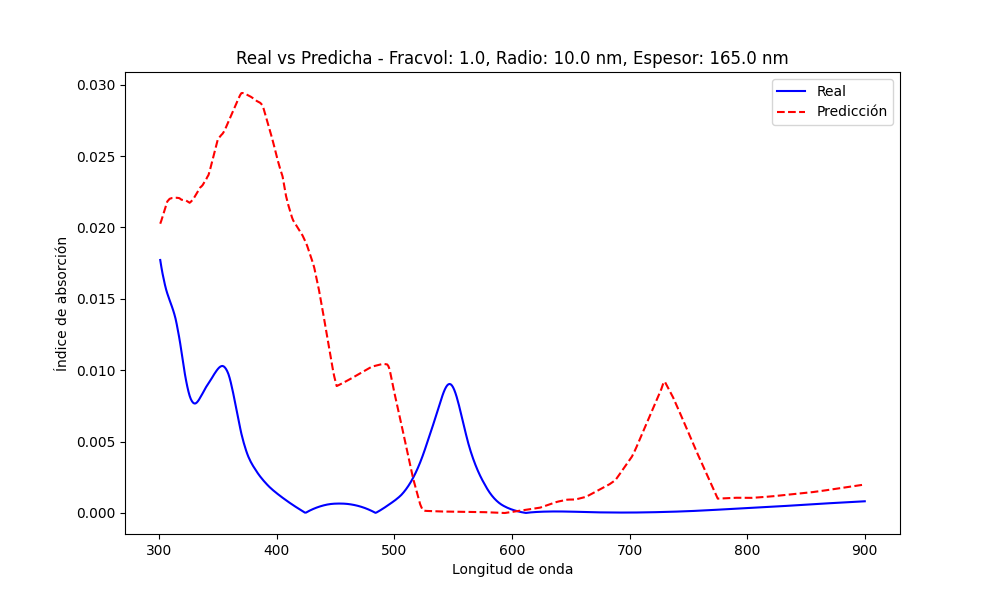 Real vs Predicha - Fracvol: 1.0, Radio: 10.0 nm, Espesor: 165.0 nm
Real
Predicción
Índice de absorción
0.030
0.025
0.020
0.015
0.010
0.005
0.000
300 400 500 600 700 800 900
Longitud de onda